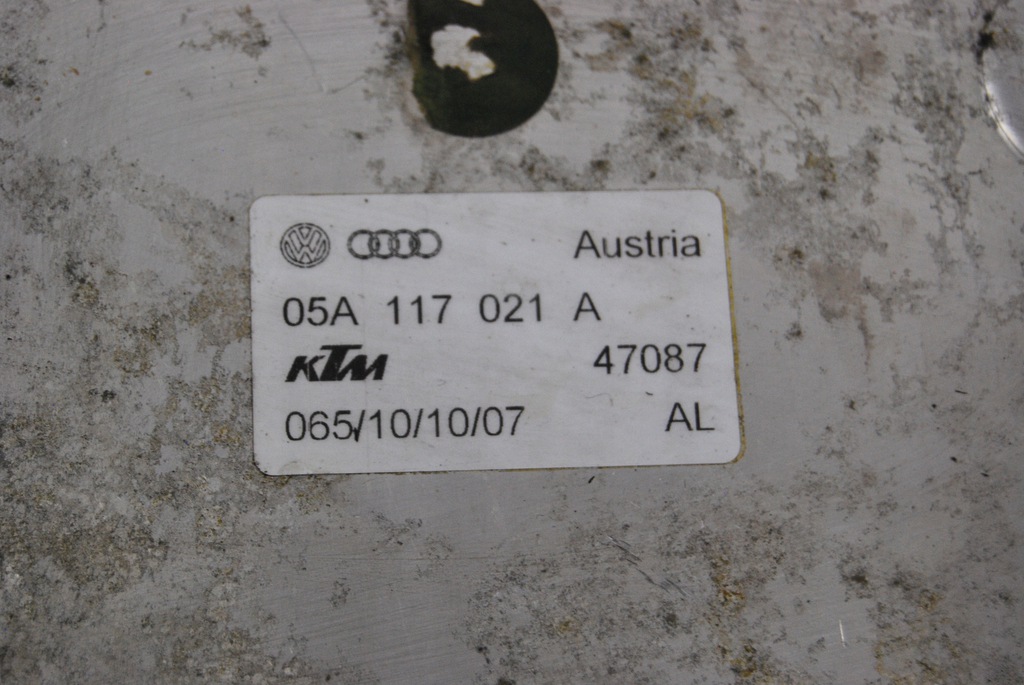 Austria
05A 117 021 A
KTM 47087
065/10/10/07 AL